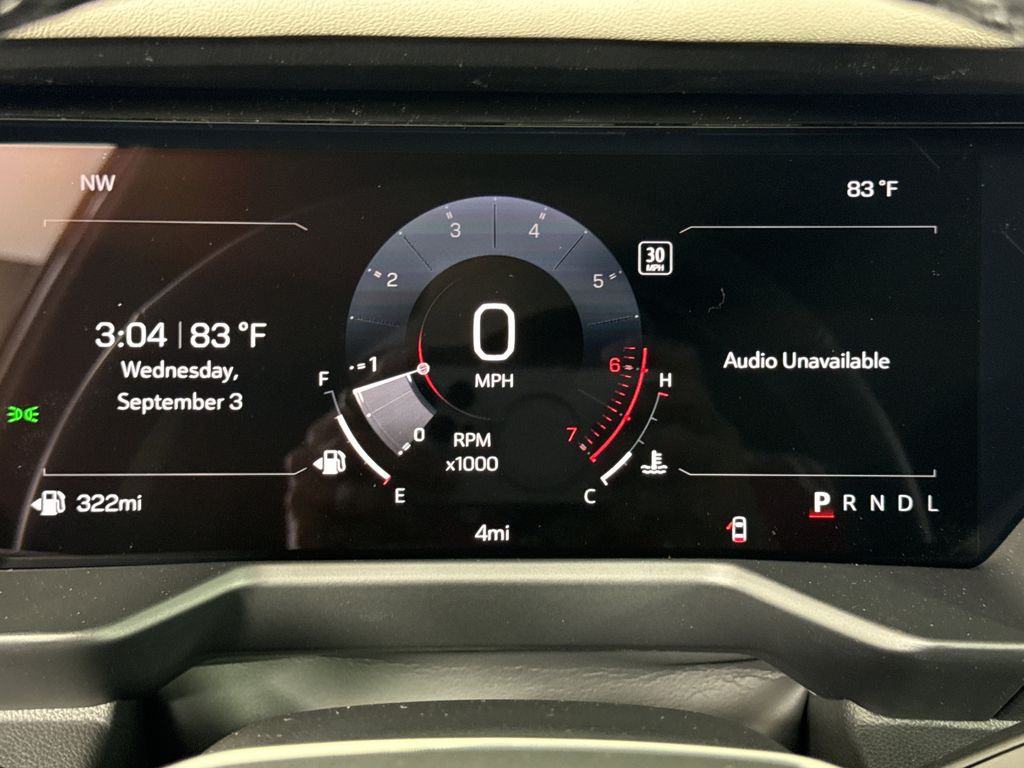 NW
83 °F
3
4
30
MPH
2
5
3:04 | 83 °F
0
Wednesday,
September 3
MPH
Audio Unavailable
1
6
F
H
0
7
RPM
x1000
E
C
322mi
P R N D L
4mi